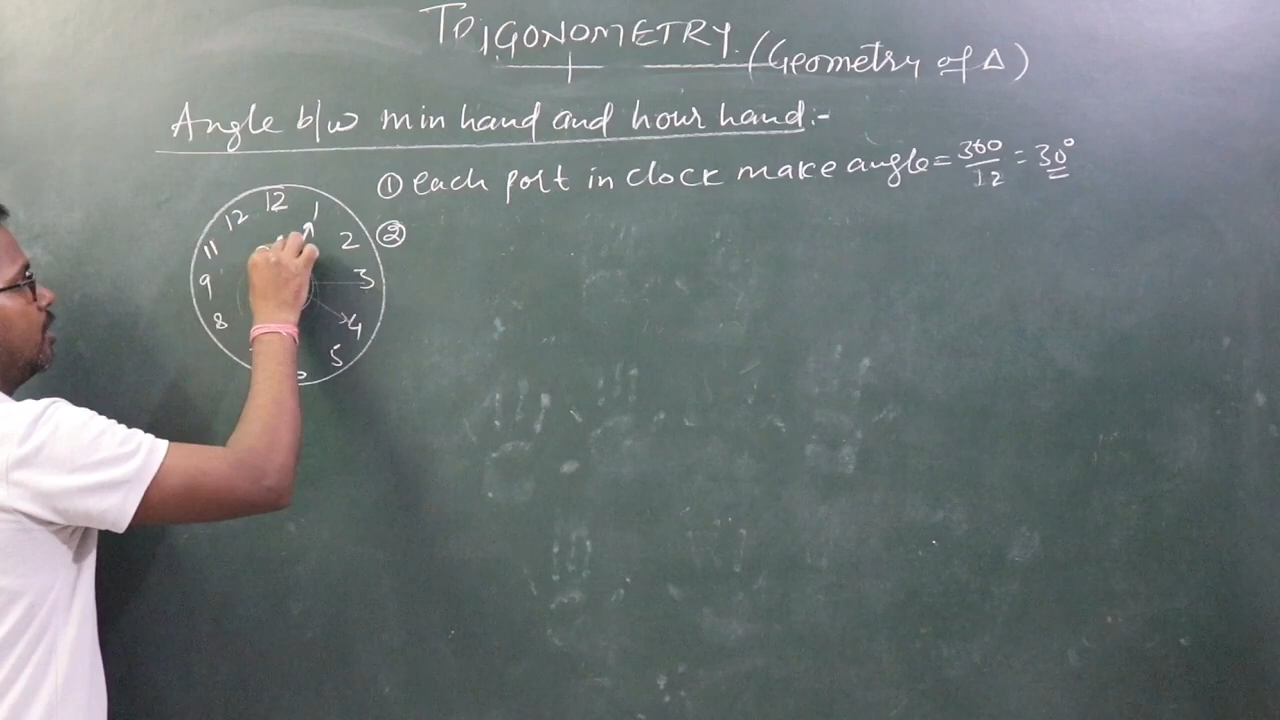 TRIGONOMETRY. (Geometry of Δ)
Angle b/w min hand and hour hand:-
① each part in clock make angle = 360/12 = 30°
②
12 12 1
11 2
9 3
8 4
5